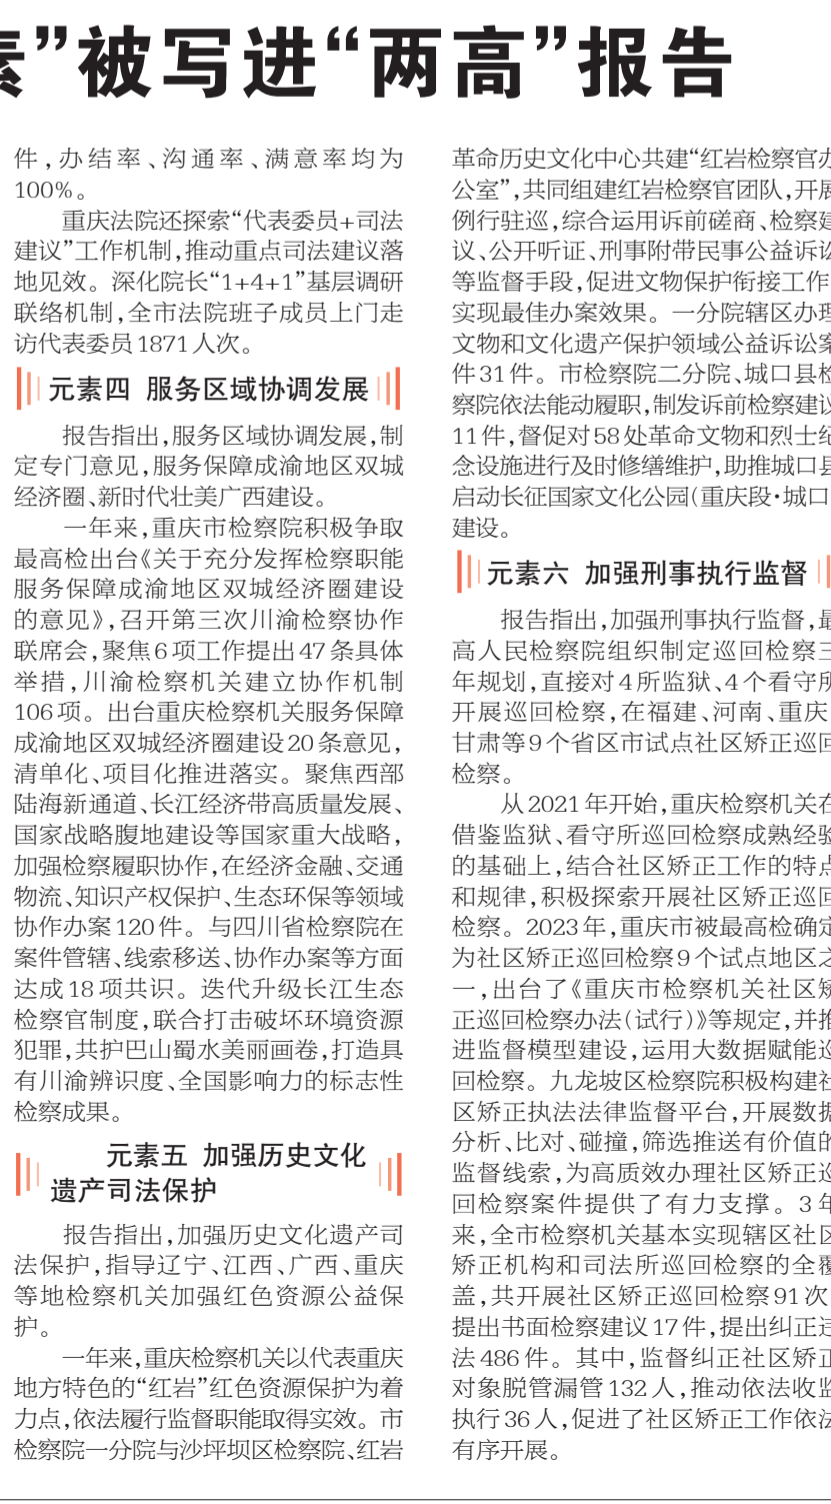 素”被写进“两高”报告
件，办结率、沟通率、满意率均为
100%。
重庆法院还探索“代表委员+司法
建议”工作机制，推动重点司法建议落
地见效。深化院长“1+4+1”基层调研
联络机制，全市法院班子成员上门走
访代表委员1871人次。
元素四 服务区域协调发展
报告指出，服务区域协调发展，制
定专门意见，服务保障成渝地区双城
经济圈、新时代壮美广西建设。
一年来，重庆市检察院积极争取
最高检出台《关于充分发挥检察职能
服务保障成渝地区双城经济圈建设
的意见》，召开第三次川渝检察协作
联席会，聚焦6项工作提出47条具体
举措，川渝检察机关建立协作机制
106项。出台重庆检察机关服务保障
成渝地区双城经济圈建设20条意见，
清单化、项目化推进落实。聚焦西部
陆海新通道、长江经济带高质量发展、
国家战略腹地建设等国家重大战略，
加强检察履职协作，在经济金融、交通
物流、知识产权保护、生态环保等领域
协作办案120件。与四川省检察院在
案件管辖、线索移送、协作办案等方面
达成18项共识。迭代升级长江生态
检察官制度，联合打击破坏环境资源
犯罪，共护巴山蜀水美丽画卷，打造具
有川渝辨识度、全国影响力的标志性
检察成果。
元素五 加强历史文化
遗产司法保护
报告指出，加强历史文化遗产司
法保护，指导辽宁、江西、广西、重庆
等地检察机关加强红色资源公益保
护。
一年来，重庆检察机关以代表重庆
地方特色的“红岩”红色资源保护为着
力点，依法履行监督职能取得实效。市
检察院一分院与沙坪坝区检察院、红岩
革命历史文化中心共建“红岩检察官办
公室”，共同组建红岩检察官团队，开展
例行驻巡，综合运用诉前磋商、检察建
议、公开听证、刑事附带民事公益诉讼
等监督手段，促进文物保护衔接工作
实现最佳办案效果。一分院辖区办理
文物和文化遗产保护领域公益诉讼案
件31件。市检察院二分院、城口县检
察院依法能动履职，制发诉前检察建议
11件，督促对58处革命文物和烈士纪
念设施进行及时修缮维护，助推城口县
启动长征国家文化公园（重庆段·城口
建设。
元素六 加强刑事执行监督
报告指出，加强刑事执行监督，最
高人民检察院组织制定巡回检察三
年规划，直接对4所监狱、4个看守所
开展巡回检察，在福建、河南、重庆
甘肃等9个省区市试点社区矫正巡回
检察。
从2021年开始，重庆检察机关在
借鉴监狱、看守所巡回检察成熟经验
的基础上，结合社区矫正工作的特点
和规律，积极探索开展社区矫正巡回
检察。2023年，重庆市被最高检确定
为社区矫正巡回检察9个试点地区之
一，出台了《重庆市检察机关社区矫
正巡回检察办法（试行）》等规定，并推
进监督模型建设，运用大数据赋能巡
回检察。九龙坡区检察院积极构建社
区矫正执法法律监督平台，开展数据
分析、比对、碰撞，筛选推送有价值的
监督线索，为高质效办理社区矫正巡
回检察案件提供了有力支撑。3年
来，全市检察机关基本实现辖区社区
矫正机构和司法所巡回检察的全覆
盖，共开展社区矫正巡回检察91次
提出书面检察建议17件，提出纠正违
法486件。其中，监督纠正社区矫正
对象脱管漏管132人，推动依法收监
执行36人，促进了社区矫正工作依法
有序开展。